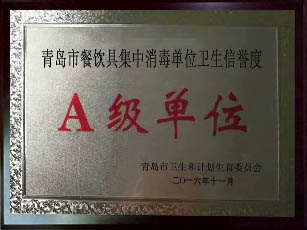 青岛市餐饮具集中消毒单位卫生信誉度
A级单位
青岛市卫生和计划生育委员会
二〇一六年十一月